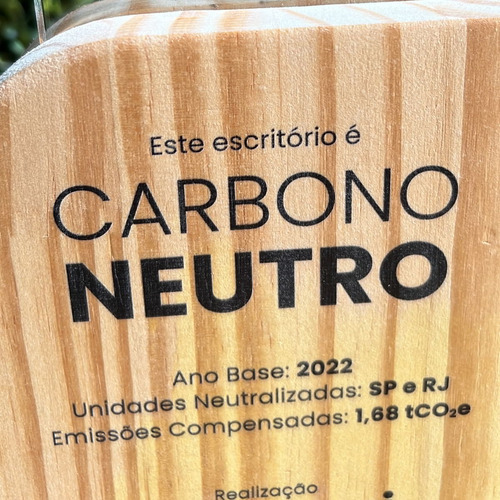 Este escritório é
CARBONO
NEUTRO
Ano Base: 2022
Unidades Neutralizadas: SP e RJ
Emissões Compensadas: 1,68 tCO₂e
Realização